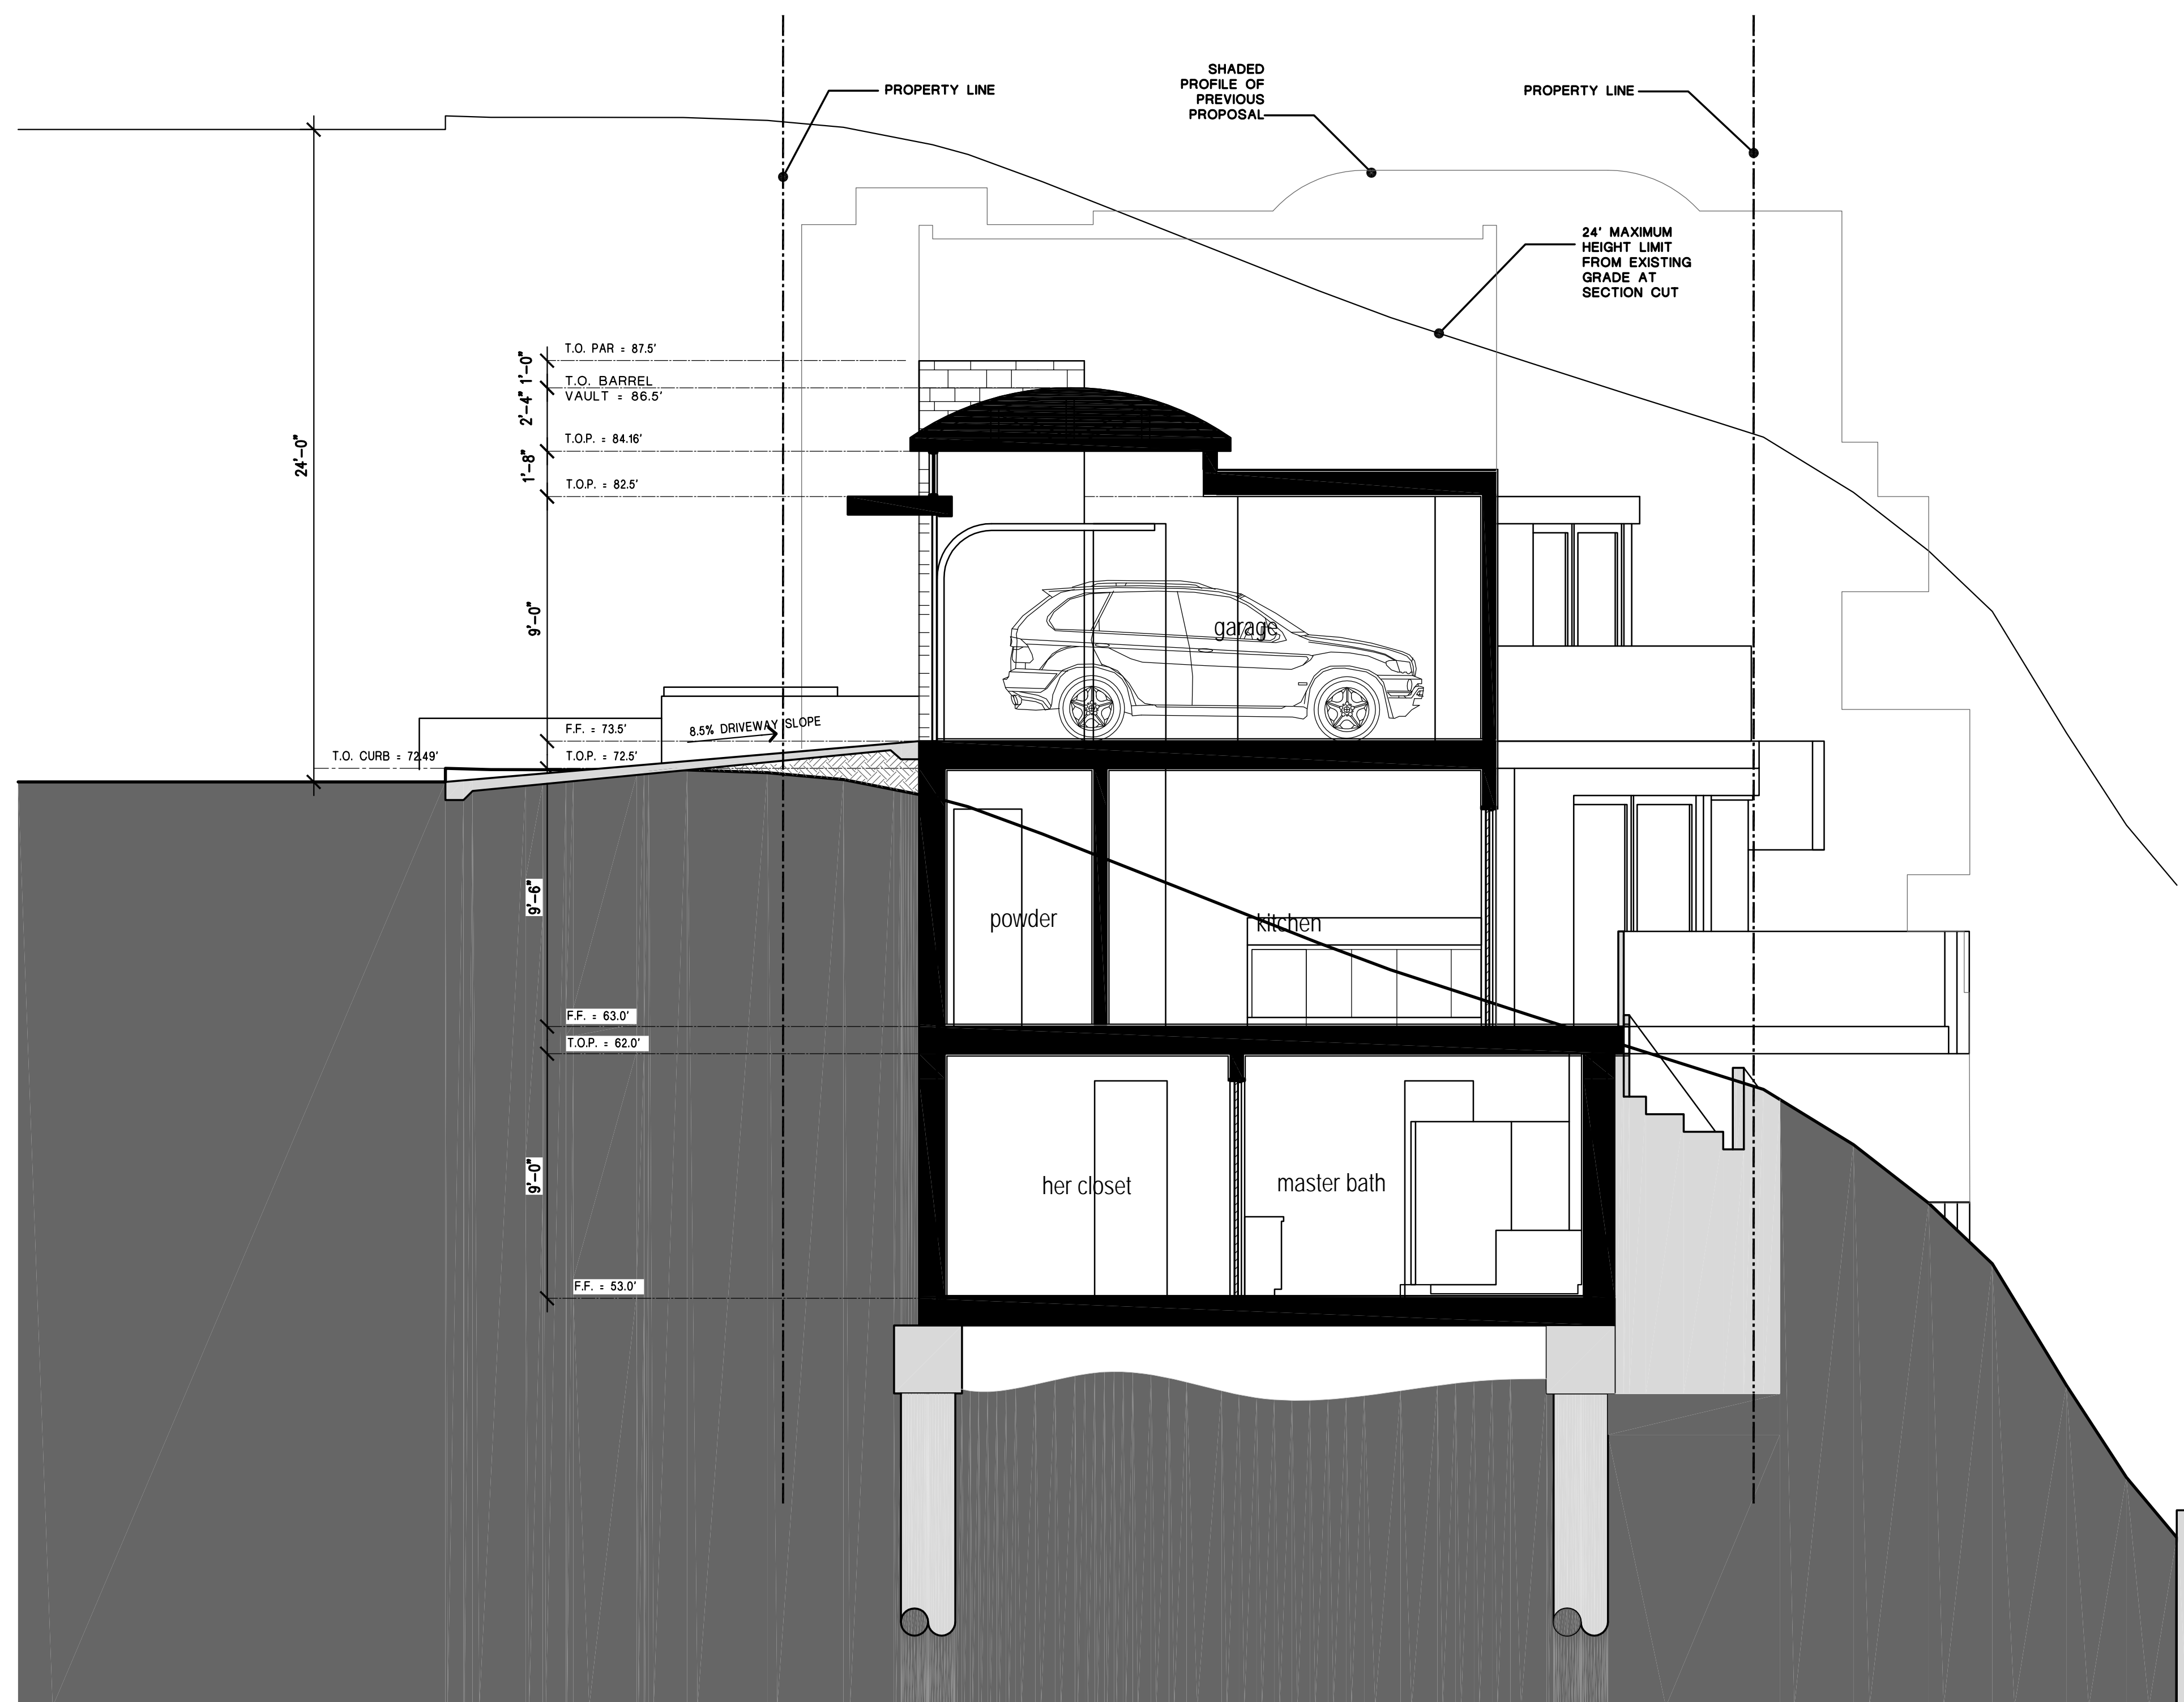 SHADED
PROFILE OF
PREVIOUS
PROPOSAL
PROPERTY LINE
PROPERTY LINE
24' MAXIMUM
HEIGHT LIMIT
FROM EXISTING
GRADE AT
SECTION CUT
T.O. PAR = 87.5'
1'-0"
T.O. BARREL
VAULT = 86.5'
2'-4"
T.O.P. = 84.16'
24'-0"
1'-8"
T.O.P. = 82.5'
9'-0"
garage
8.5% DRIVEWAY SLOPE
F.F. = 73.5'
T.O. CURB = 72.49'
T.O.P. = 72.5'
9'-6"
powder
kitchen
F.F. = 63.0'
T.O.P. = 62.0'
9'-0"
her closet
master bath
F.F. = 53.0'